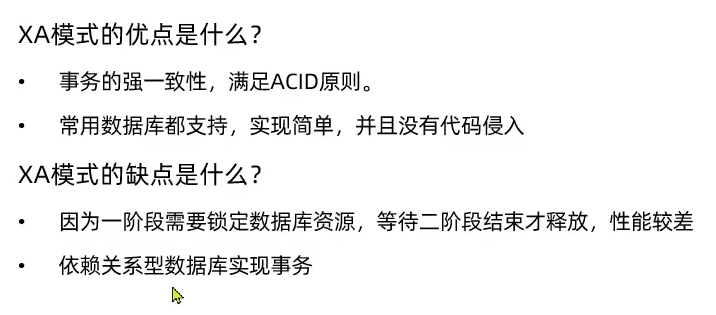 XA模式的优点是什么？
• 事务的强一致性，满足ACID原则。
• 常用数据库都支持，实现简单，并且没有代码侵入
XA模式的缺点是什么？
• 因为一阶段需要锁定数据库资源，等待二阶段结束才释放，性能较差
• 依赖关系型数据库实现事务